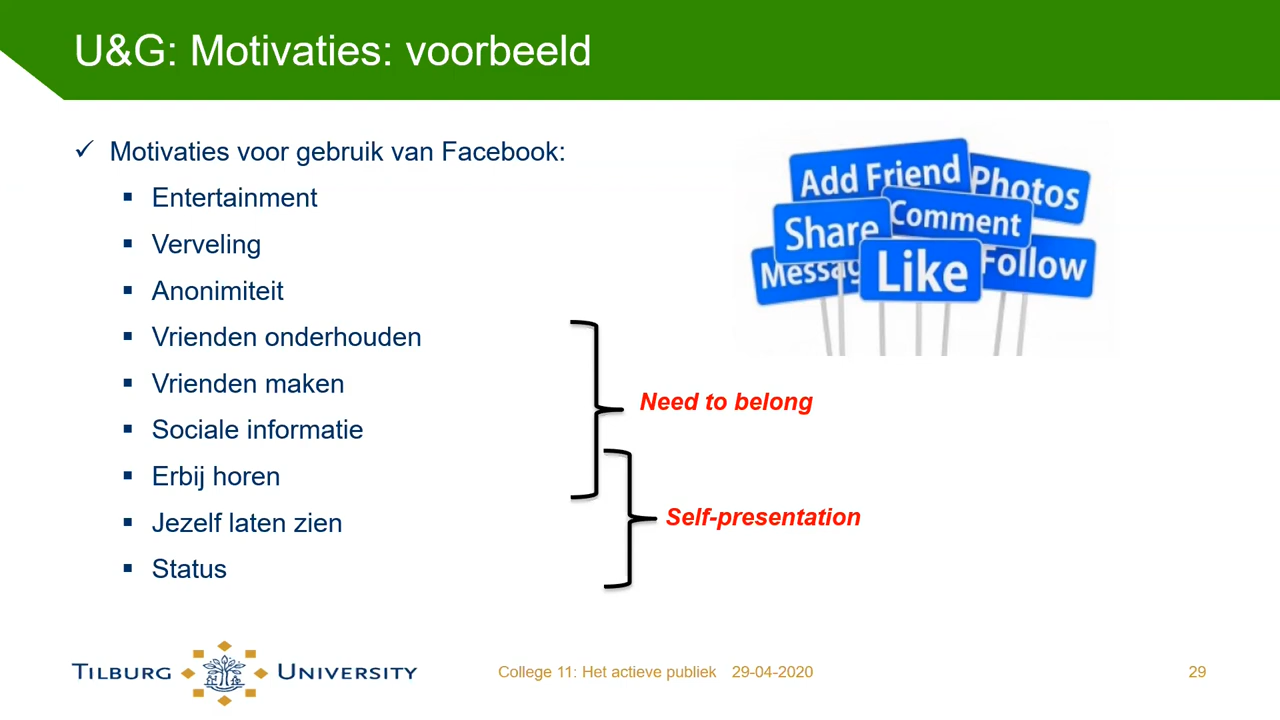 U&G: Motivaties: voorbeeld
✓ Motivaties voor gebruik van Facebook:
▪ Entertainment
▪ Verveling
▪ Anonimiteit
▪ Vrienden onderhouden
▪ Vrienden maken
▪ Sociale informatie
▪ Erbij horen
▪ Jezelf laten zien
▪ Status
Add Friend
Photos
Share
Comment
Messag
Like
Follow
Need to belong
Self-presentation
TILBURG UNIVERSITY
College 11: Het actieve publiek 29-04-2020
29